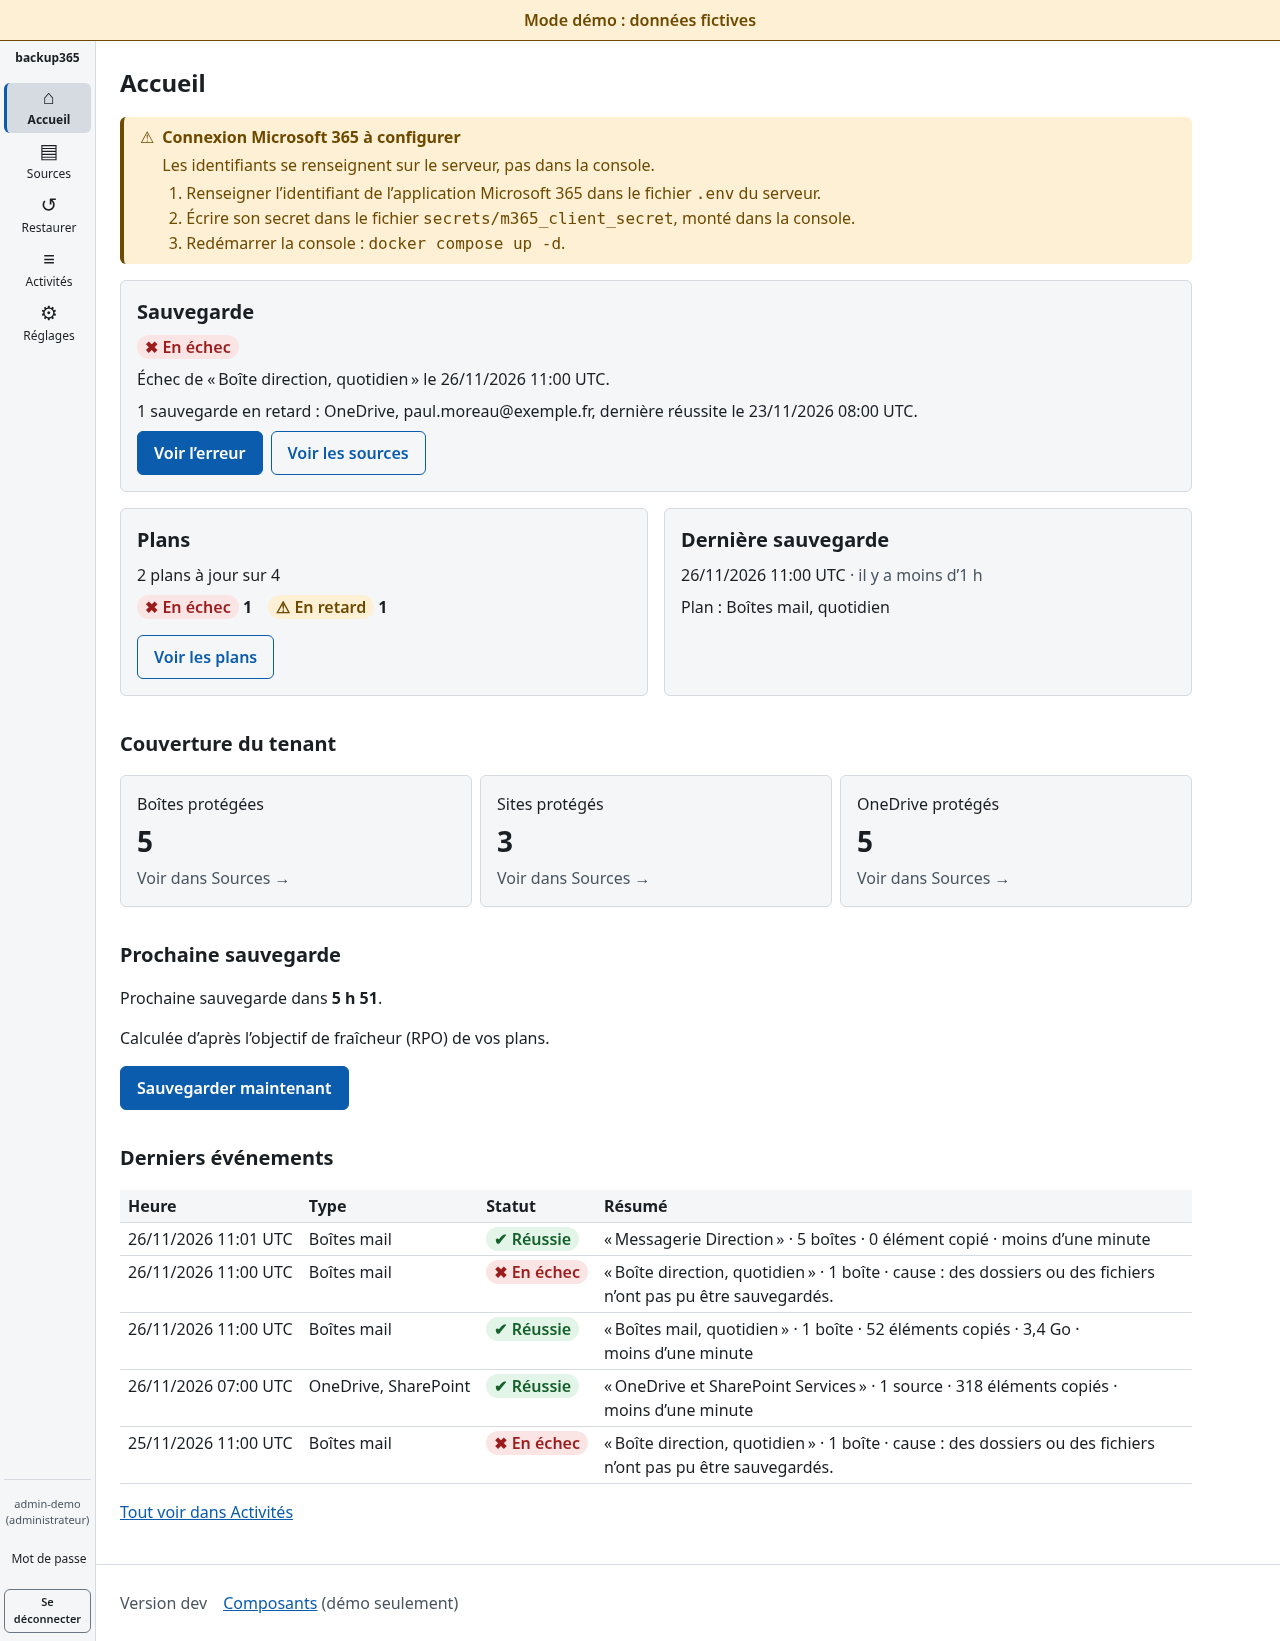 Mode démo : données fictives
backup365
Accueil
Sources
Restaurer
Activités
Réglages
admin-demo
(administrateur)
Mot de passe
Se
déconnecter
Accueil
⚠ Connexion Microsoft 365 à configurer
Les identifiants se renseignent sur le serveur, pas dans la console.
1. Renseigner l’identifiant de l’application Microsoft 365 dans le fichier .env du serveur.
2. Écrire son secret dans le fichier secrets/m365_client_secret, monté dans la console.
3. Redémarrer la console : docker compose up -d.
Sauvegarde
✖ En échec
Échec de « Boîte direction, quotidien » le 26/11/2026 11:00 UTC.
1 sauvegarde en retard : OneDrive, paul.moreau@exemple.fr, dernière réussite le 23/11/2026 08:00 UTC.
Voir l’erreur Voir les sources
Plans
2 plans à jour sur 4
✖ En échec 1 ⚠ En retard 1
Voir les plans
Dernière sauvegarde
26/11/2026 11:00 UTC · il y a moins d’1 h
Plan : Boîtes mail, quotidien
Couverture du tenant
Boîtes protégées
5
Voir dans Sources →
Sites protégés
3
Voir dans Sources →
OneDrive protégés
5
Voir dans Sources →
Prochaine sauvegarde
Prochaine sauvegarde dans 5 h 51.
Calculée d’après l’objectif de fraîcheur (RPO) de vos plans.
Sauvegarder maintenant
Derniers événements
Heure Type Statut Résumé
26/11/2026 11:01 UTC Boîtes mail ✔ Réussie « Messagerie Direction » · 5 boîtes · 0 élément copié · moins d’une minute
26/11/2026 11:00 UTC Boîtes mail ✖ En échec « Boîte direction, quotidien » · 1 boîte · cause : des dossiers ou des fichiers
n’ont pas pu être sauvegardés.
26/11/2026 11:00 UTC Boîtes mail ✔ Réussie « Boîtes mail, quotidien » · 1 boîte · 52 éléments copiés · 3,4 Go ·
moins d’une minute
26/11/2026 07:00 UTC OneDrive, SharePoint ✔ Réussie « OneDrive et SharePoint Services » · 1 source · 318 éléments copiés ·
moins d’une minute
25/11/2026 11:00 UTC Boîtes mail ✖ En échec « Boîte direction, quotidien » · 1 boîte · cause : des dossiers ou des fichiers
n’ont pas pu être sauvegardés.
Tout voir dans Activités
Version dev Composants (démo seulement)